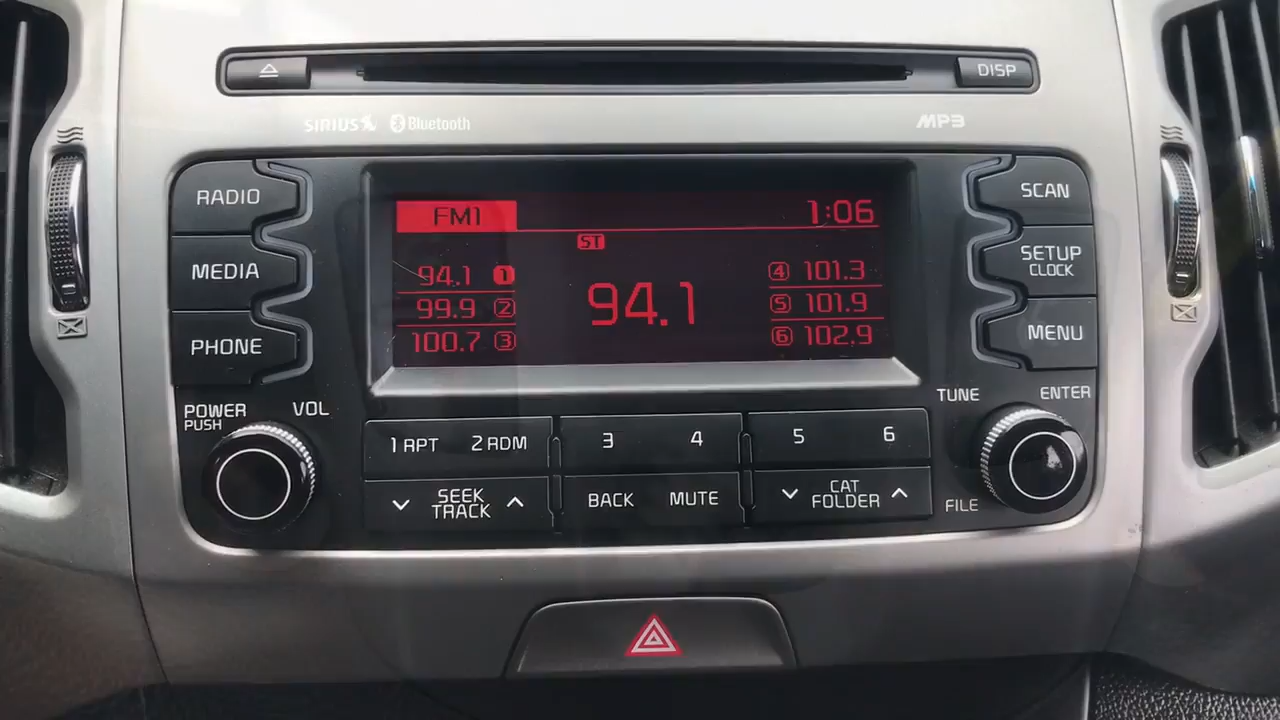 DISP
SIRIUS Bluetooth MP3
RADIO
MEDIA
PHONE
FM1 1:06
ST
94.1 1
99.9 2
100.7 3
94.1
4 101.3
5 101.9
6 102.9
SCAN
SETUP
CLOCK
MENU
POWER
PUSH
VOL
TUNE
ENTER
FILE
1 RPT 2 RDM
3 4
5 6
SEEK
TRACK
BACK MUTE
CAT
FOLDER